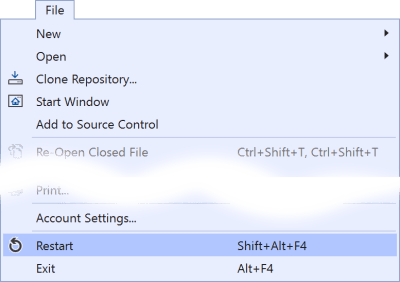 File
New
Open
Clone Repository...
Start Window
Add to Source Control
Re-Open Closed File Ctrl+Shift+T, Ctrl+Shift+T
Print...
Account Settings...
Restart Shift+Alt+F4
Exit Alt+F4